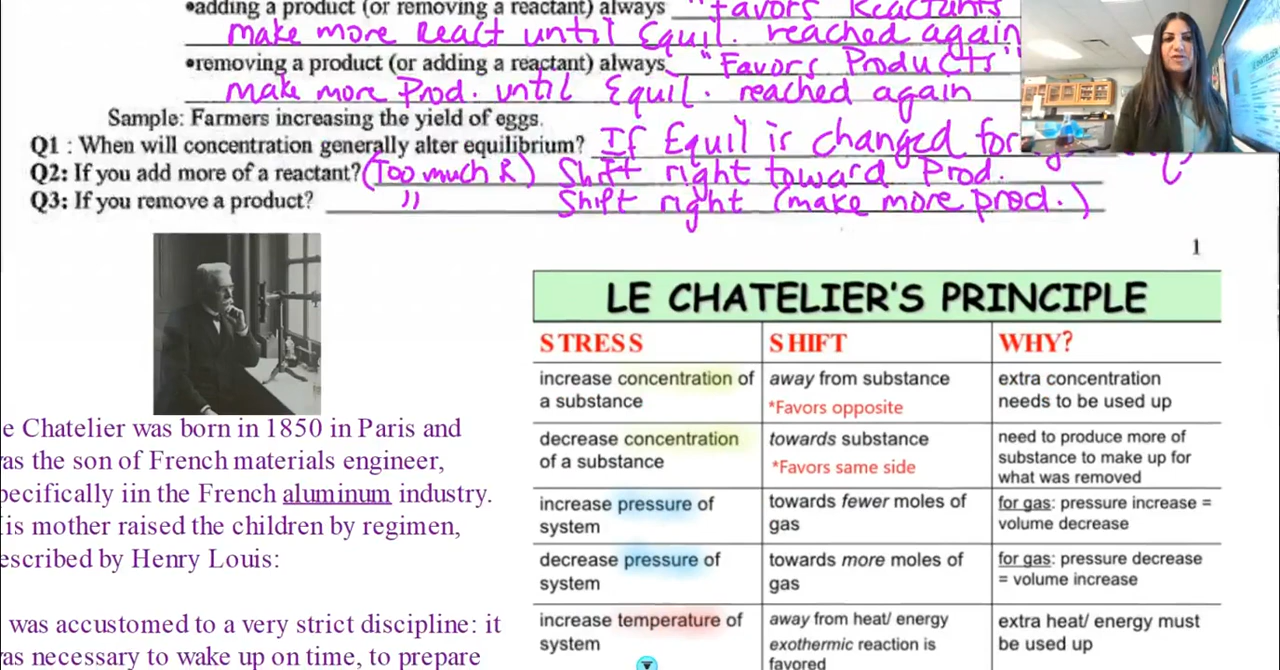 •adding a product (or removing a reactant) always "Favors Reactants
make more React until Equil. reached again
•removing a product (or adding a reactant) always "Favors Products"
make more Prod. until Equil. reached again
Sample: Farmers increasing the yield of eggs.
Q1 : When will concentration generally alter equilibrium? If Equil is changed for
Q2: If you add more of a reactant? (Too much R) Shift right toward Prod.
Q3: If you remove a product? " Shift right (make more prod.)
1
LE CHATELIER'S PRINCIPLE
STRESS SHIFT WHY?
increase concentration of away from substance extra concentration
a substance *Favors opposite needs to be used up
decrease concentration towards substance need to produce more of
of a substance *Favors same side substance to make up for
what was removed
increase pressure of towards fewer moles of for gas: pressure increase =
system gas volume decrease
decrease pressure of towards more moles of for gas: pressure decrease
system gas = volume increase
increase temperature of away from heat/ energy extra heat/ energy must
system exothermic reaction is be used up
favored
e Chatelier was born in 1850 in Paris and
as the son of French materials engineer,
pecifically iin the French aluminum industry.
is mother raised the children by regimen,
escribed by Henry Louis:
was accustomed to a very strict discipline: it
as necessary to wake up on time, to prepare